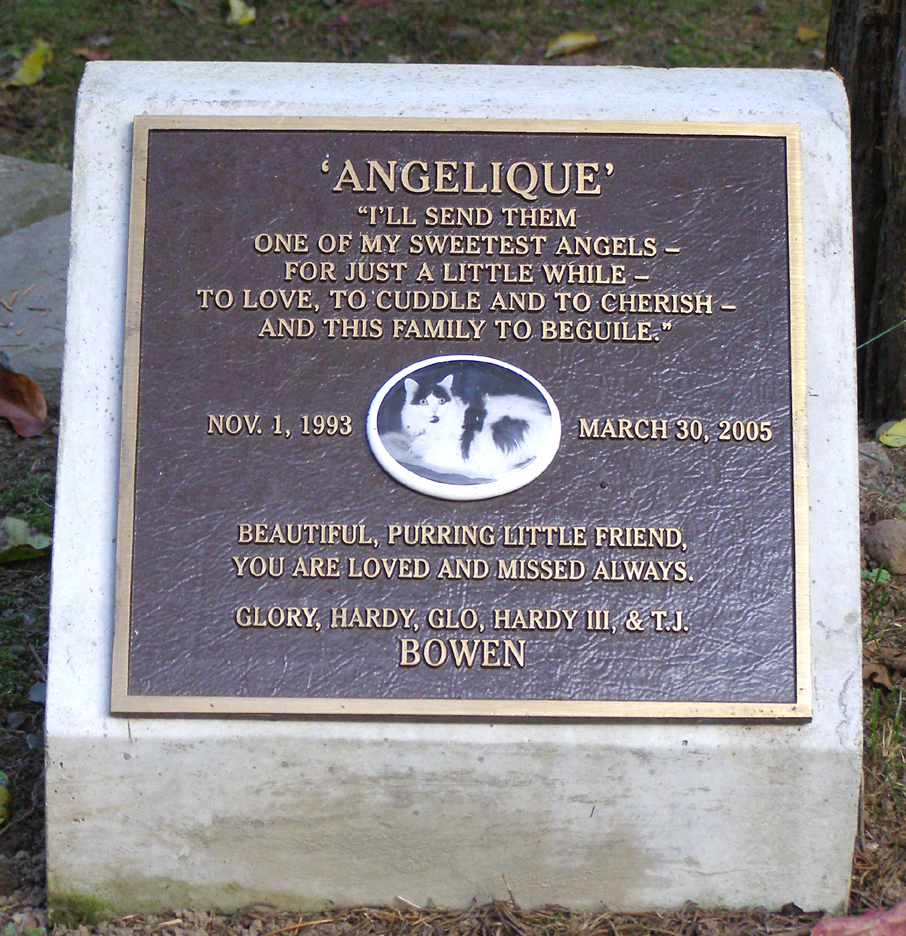 ‘ANGELIQUE’
“I’LL SEND THEM
ONE OF MY SWEETEST ANGELS –
FOR JUST A LITTLE WHILE –
TO LOVE, TO CUDDLE AND TO CHERISH –
AND THIS FAMILY TO BEGUILE.”
NOV. 1, 1993 MARCH 30, 2005
BEAUTIFUL, PURRING LITTLE FRIEND,
YOU ARE LOVED AND MISSED ALWAYS.
GLORY, HARDY, GLO, HARDY III, & T.J.
BOWEN